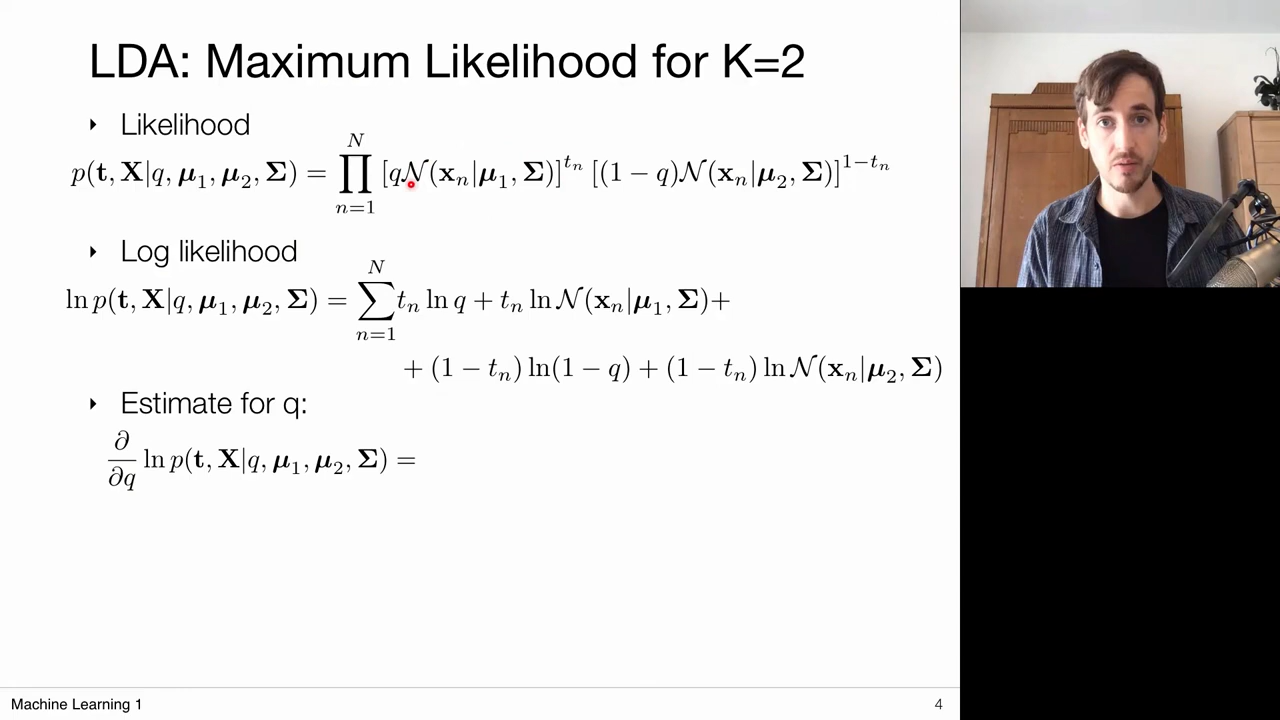 LDA: Maximum Likelihood for K=2
‣ Likelihood
p(𝐭, 𝐗|q, 𝛍₁, 𝛍₂, 𝚺) = ∏_{n=1}^{N} [q𝒩(𝐱ₙ|𝛍₁, 𝚺)]^{tₙ} [(1 − q)𝒩(𝐱ₙ|𝛍₂, 𝚺)]^{1−tₙ}
‣ Log likelihood
ln p(𝐭, 𝐗|q, 𝛍₁, 𝛍₂, 𝚺) = ∑_{n=1}^{N} tₙ ln q + tₙ ln 𝒩(𝐱ₙ|𝛍₁, 𝚺)+
+ (1 − tₙ) ln(1 − q) + (1 − tₙ) ln 𝒩(𝐱ₙ|𝛍₂, 𝚺)
‣ Estimate for q:
∂/∂q ln p(𝐭, 𝐗|q, 𝛍₁, 𝛍₂, 𝚺) =
Machine Learning 1
4